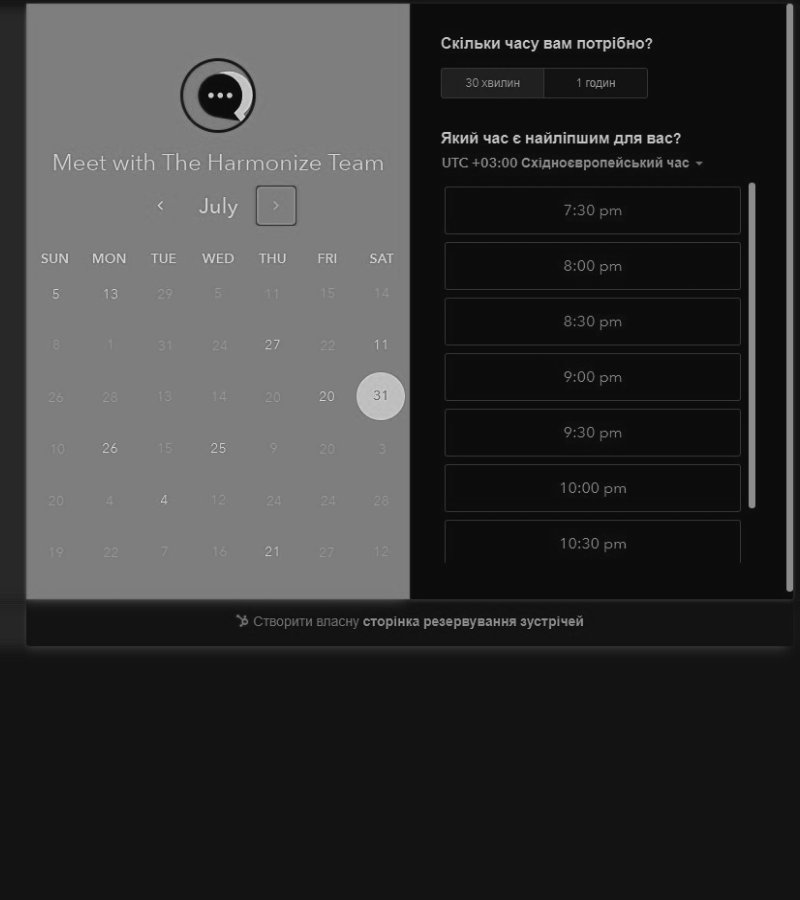 Meet with The Harmonize Team
July
SUN MON TUE WED THU FRI SAT
5 13 29 5 11 15 14
8 1 31 24 27 22 11
26 28 13 14 20 20 31
10 26 15 25 9 20 3
20 4 4 12 24 24 28
19 22 7 16 21 27 12
Скільки часу вам потрібно?
30 хвилин 1 годин
Який час є найліпшим для вас?
UTC +03:00 Східноєвропейський час
7:30 pm
8:00 pm
8:30 pm
9:00 pm
9:30 pm
10:00 pm
10:30 pm
Створити власну сторінка резервування зустрічей